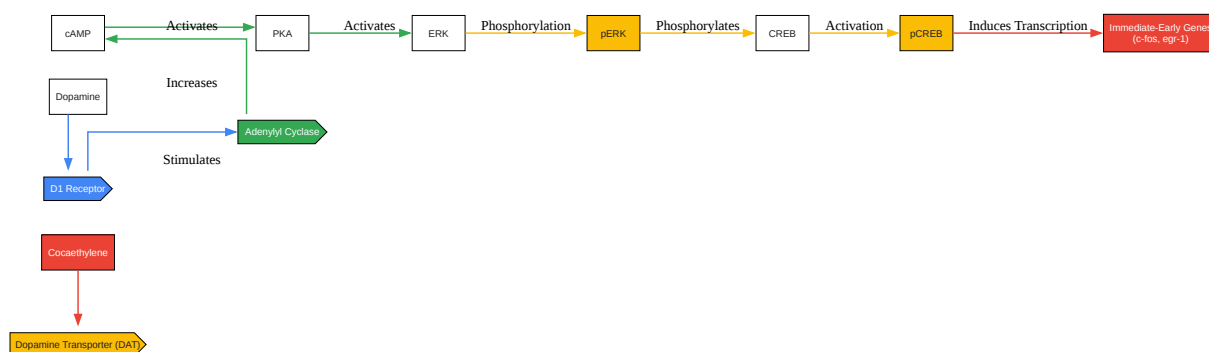 cAMP
Activates
PKA
Activates
ERK
Phosphorylation
pERK
Phosphorylates
CREB
Activation
pCREB
Induces Transcription
Immediate-Early Genes
(c-fos, egr-1)
Increases
Dopamine
Adenylyl Cyclase
Stimulates
D1 Receptor
Cocaethylene
Dopamine Transporter (DAT)